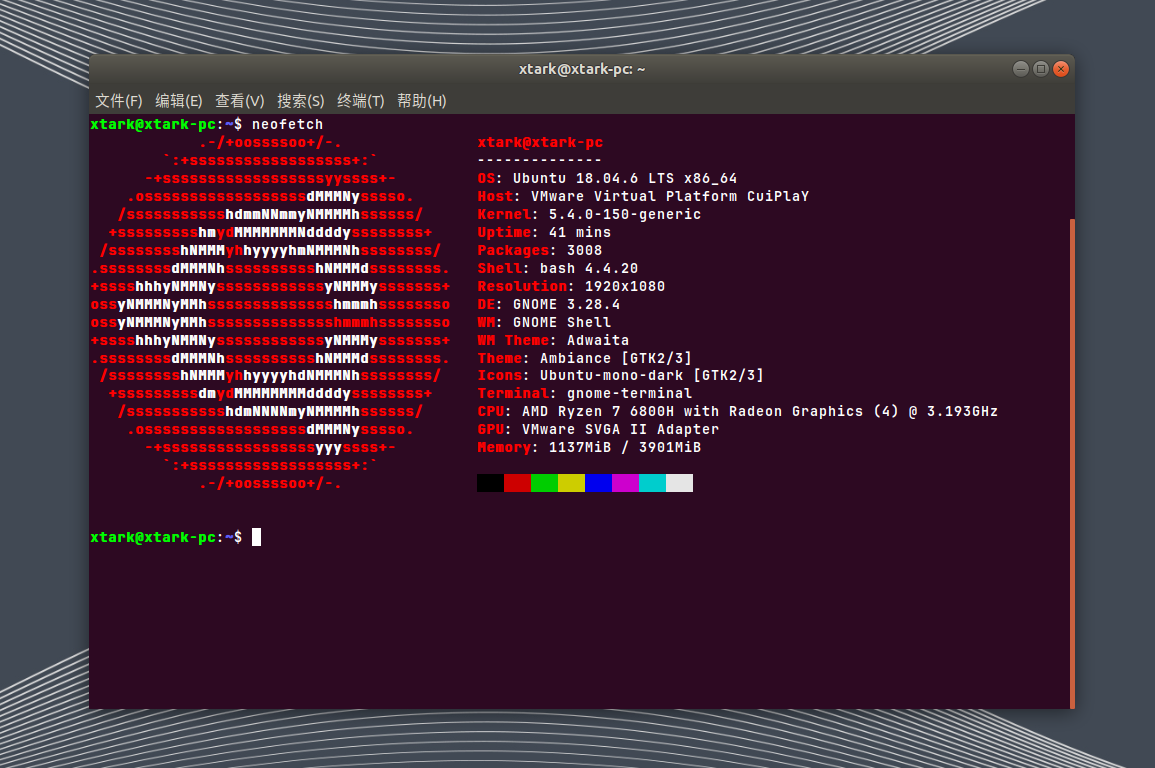 xtark@xtark-pc: ~
文件(F) 编辑(E) 查看(V) 搜索(S) 终端(T) 帮助(H)
xtark@xtark-pc:~$ neofetch
.-/+oossssoo+/-. xtark@xtark-pc
`:+ssssssssssssssssss+:` --------------
-+ssssssssssssssssssyyssss+- OS: Ubuntu 18.04.6 LTS x86_64
.ossssssssssssssssssdMMMNysssso. Host: VMware Virtual Platform CuiPlaY
/ssssssssssshdmmNNmmyNMMMMhssssss/ Kernel: 5.4.0-150-generic
+ssssssssshmydMMMMMMMNddddyssssssss+ Uptime: 41 mins
/sssssssshNMMMyhhyyyyhmNMMMNhssssssss/ Packages: 3008
.ssssssssdMMMNhsssssssssshNMMMdssssssss. Shell: bash 4.4.20
+sssshhhyNMMNyssssssssssssyNMMMysssssss+ Resolution: 1920x1080
ossyNMMMNyMMhsssssssssssssshmmmhssssssso DE: GNOME 3.28.4
ossyNMMMNyMMhsssssssssssssshmmmhssssssso WM: GNOME Shell
+sssshhhyNMMNyssssssssssssyNMMMysssssss+ WM Theme: Adwaita
.ssssssssdMMMNhsssssssssshNMMMdssssssss. Theme: Ambiance [GTK2/3]
/sssssssshNMMMyhhyyyyhdNMMMNhssssssss/ Icons: Ubuntu-mono-dark [GTK2/3]
+sssssssssdmydMMMMMMMMddddyssssssss+ Terminal: gnome-terminal
/ssssssssssshdmNNNNmyNMMMMhssssss/ CPU: AMD Ryzen 7 6800H with Radeon Graphics (4) @ 3.193GHz
.ossssssssssssssssssdMMMNysssso. GPU: VMware SVGA II Adapter
-+sssssssssssssssssyyyssss+- Memory: 1137MiB / 3901MiB
`:+ssssssssssssssssss+:`
.-/+oossssoo+/-.
xtark@xtark-pc:~$